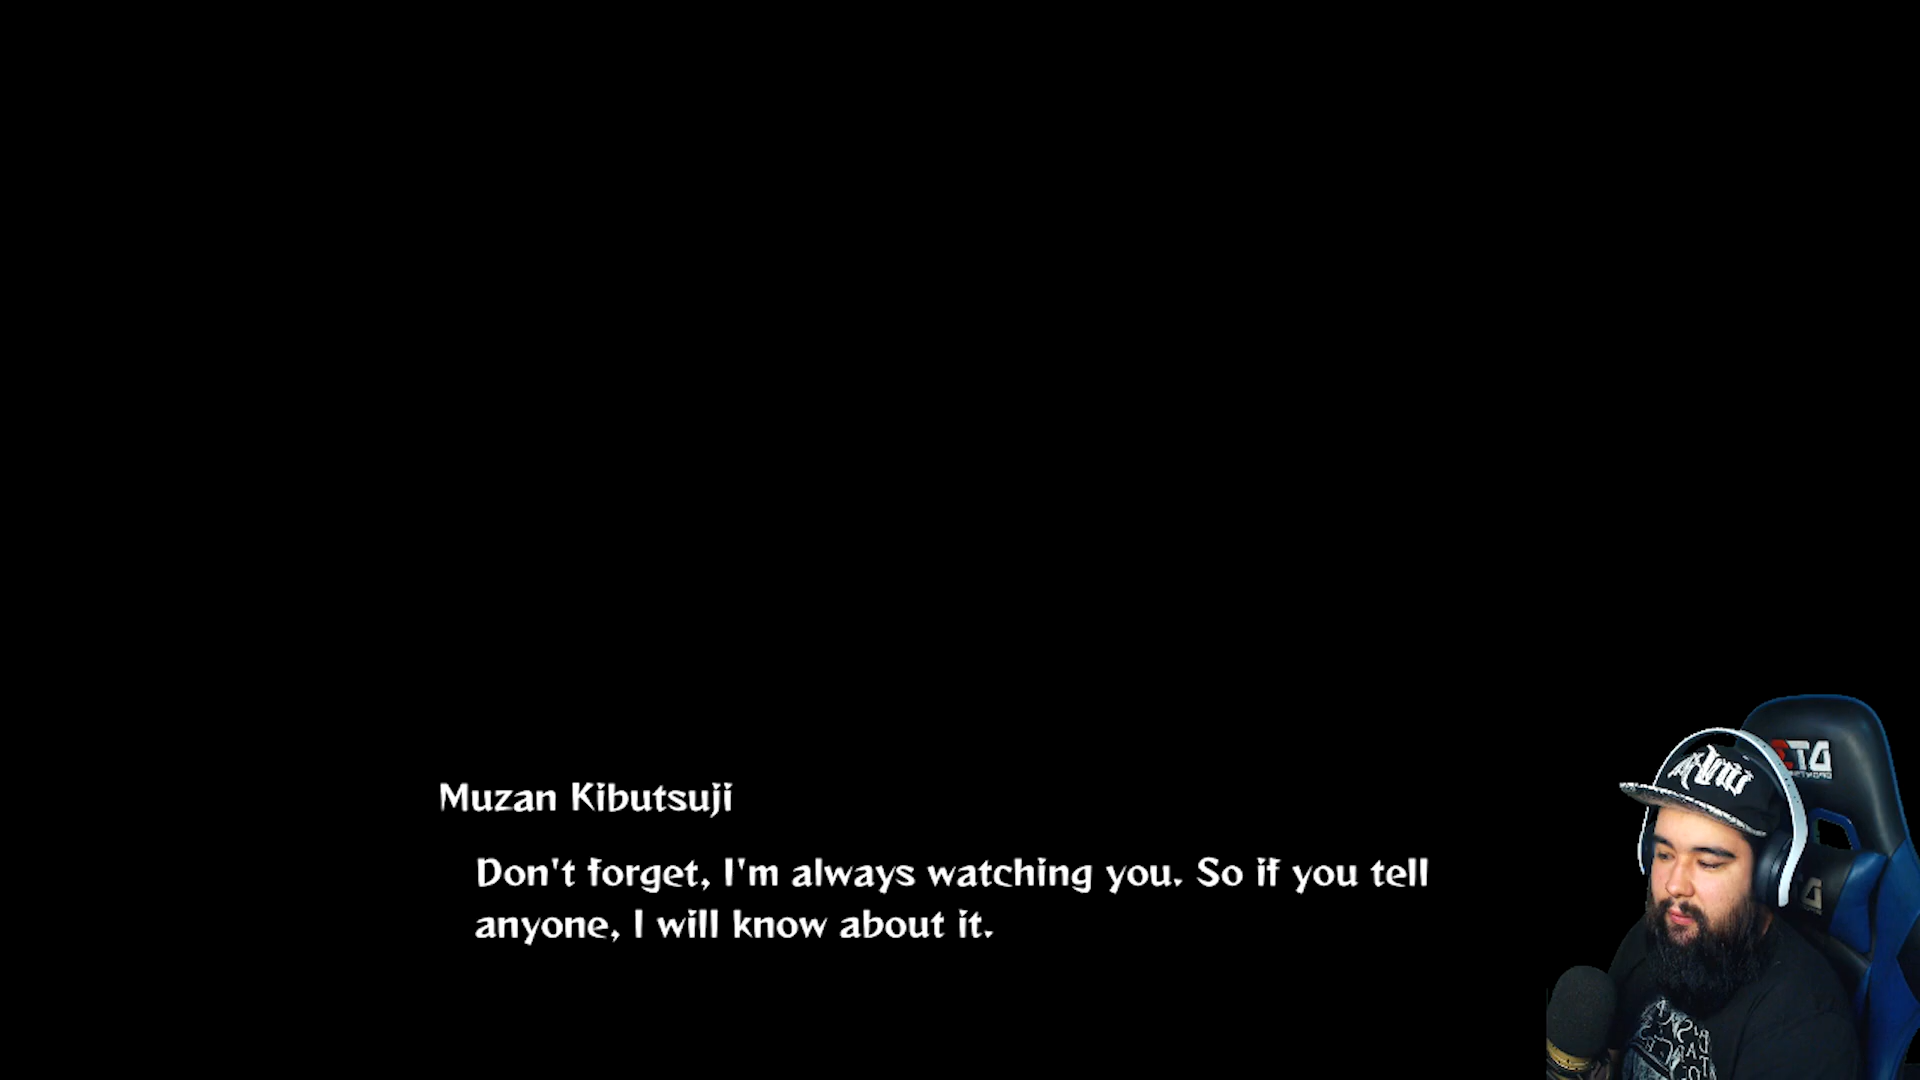 Muzan Kibutsuji
Don't forget, I'm always watching you. So if you tell
anyone, I will know about it.